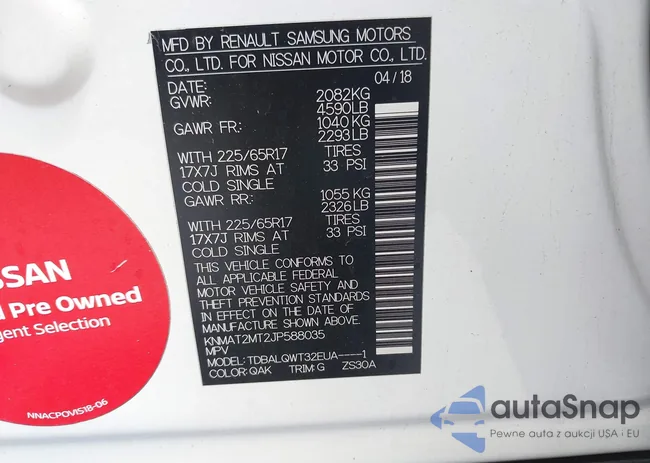 MFD BY RENAULT SAMSUNG MOTORS
CO., LTD. FOR NISSAN MOTOR CO., LTD.
DATE: 04/18
GVWR: 2082KG
4590LB
GAWR FR: 1040KG
2293LB
WITH 225/65R17 TIRES
17X7J RIMS AT 33 PSI
COLD SINGLE
GAWR RR: 1055 KG
2326LB
WITH 225/65R17 TIRES
17X7J RIMS AT 33 PSI
COLD SINGLE
THIS VEHICLE CONFORMS TO
ALL APPLICABLE FEDERAL
MOTOR VEHICLE SAFETY AND
THEFT PREVENTION STANDARDS
IN EFFECT ON THE DATE OF
MANUFACTURE SHOWN ABOVE.
KNMAT2MT2JP588035
MPV
MODEL: TDBALQWT32EUA----1
COLOR: QAK TRIM: G ZS30A
SSAN
d Pre Owned
gent Selection
NNACPOVIS18-06
autaSnap
Pewne auta z aukcji USA i EU